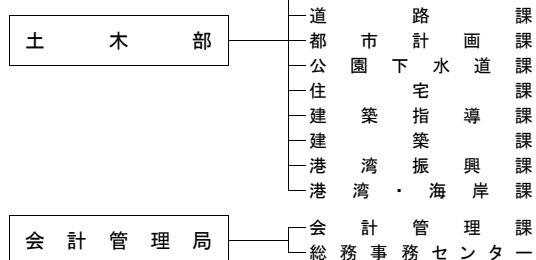 土木部
道路課
都市計画課
公園下水道課
住宅課
建築指導課
建築課
港湾振興課
港湾・海岸課
会計管理局
会計管理課
総務事務センター